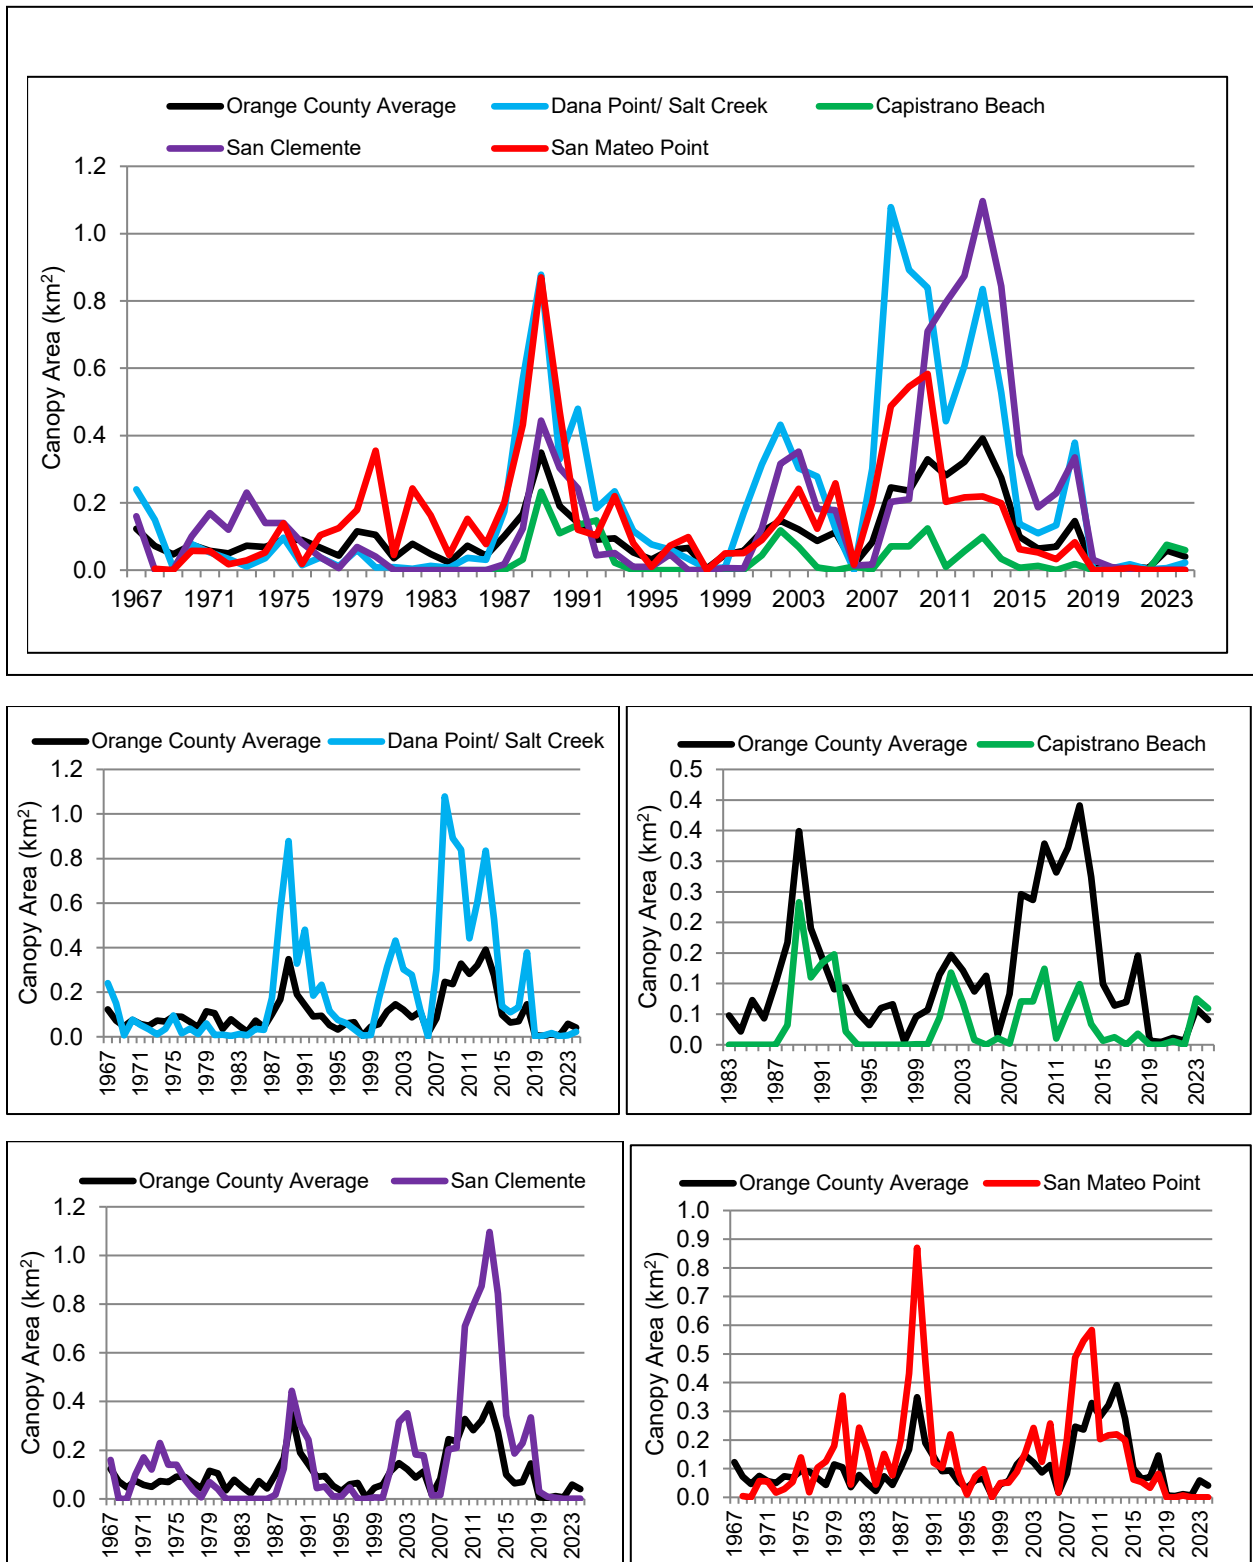 Orange County Average Dana Point/ Salt Creek Capistrano Beach
San Clemente San Mateo Point
Canopy Area (km²)
1.2
1.0
0.8
0.6
0.4
0.2
0.0
1967 1971 1975 1979 1983 1987 1991 1995 1999 2003 2007 2011 2015 2019 2023
Orange County Average Dana Point/ Salt Creek
Canopy Area (km²)
1.2
1.0
0.8
0.6
0.4
0.2
0.0
1967 1971 1975 1979 1983 1987 1991 1995 1999 2003 2007 2011 2015 2019 2023
Orange County Average Capistrano Beach
Canopy Area (km²)
0.5
0.4
0.4
0.3
0.3
0.2
0.2
0.1
0.1
0.0
1983 1987 1991 1995 1999 2003 2007 2011 2015 2019 2023
Orange County Average San Clemente
Canopy Area (km²)
1.2
1.0
0.8
0.6
0.4
0.2
0.0
1967 1971 1975 1979 1983 1987 1991 1995 1999 2003 2007 2011 2015 2019 2023
Orange County Average San Mateo Point
Canopy Area (km²)
1.0
0.9
0.8
0.7
0.6
0.5
0.4
0.3
0.2
0.1
0.0
1967 1971 1975 1979 1983 1987 1991 1995 1999 2003 2007 2011 2015 2019 2023